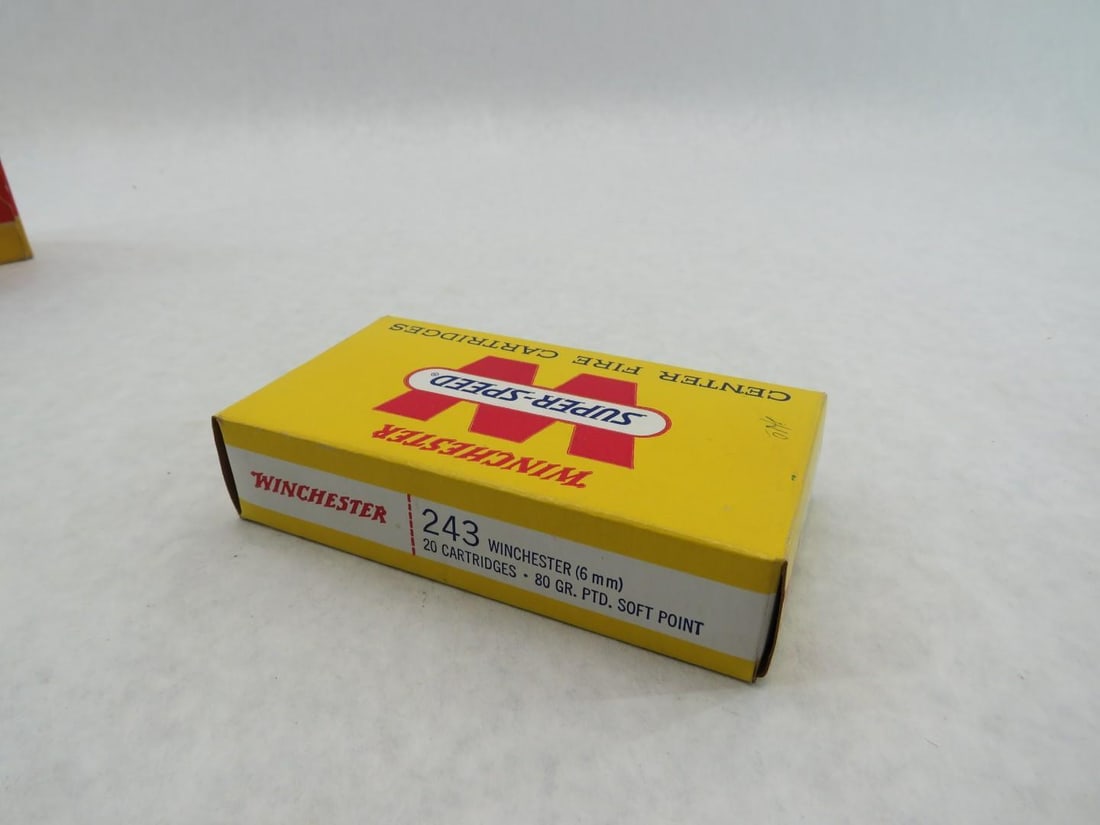 CENTER FIRE CARTRIDGES
SUPER-SPEED®
WINCHESTER
WINCHESTER
243 WINCHESTER (6 mm)
20 CARTRIDGES • 80 GR. PTD. SOFT POINT